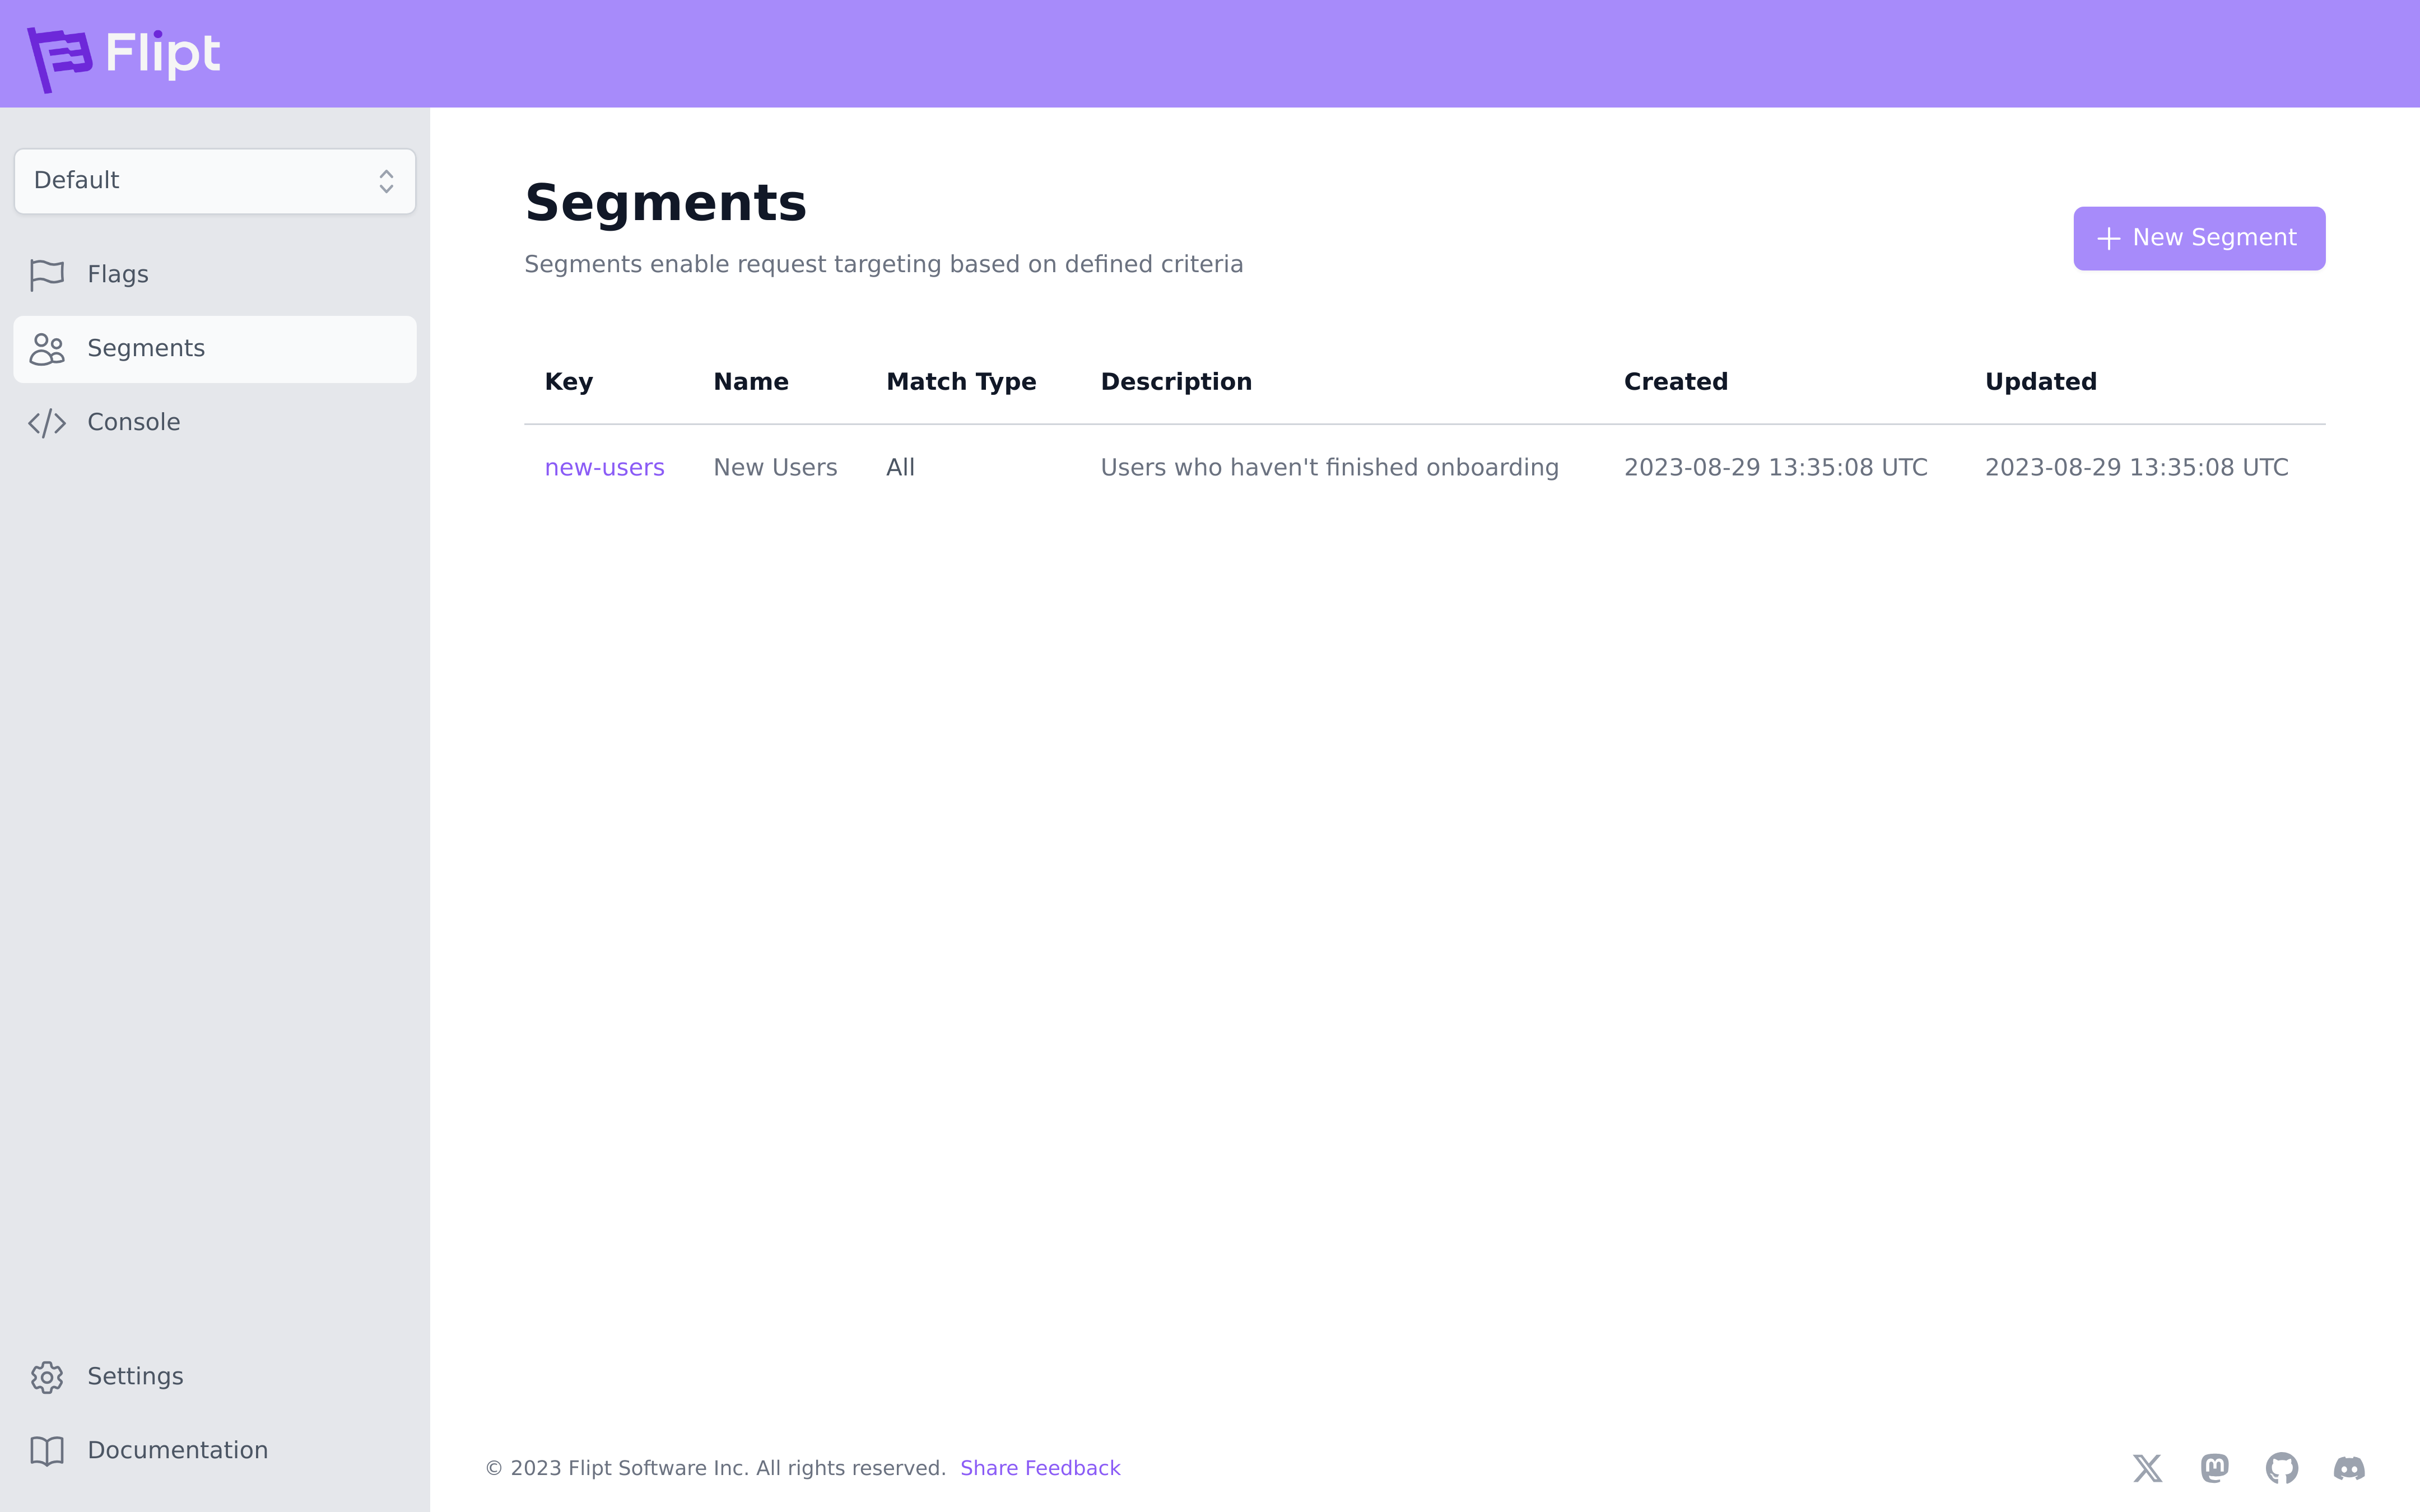 Flipt
Default
Flags
Segments
Console
Settings
Documentation
Segments
Segments enable request targeting based on defined criteria
New Segment
Key Name Match Type Description Created Updated
new-users New Users All Users who haven't finished onboarding 2023-08-29 13:35:08 UTC 2023-08-29 13:35:08 UTC
© 2023 Flipt Software Inc. All rights reserved. Share Feedback